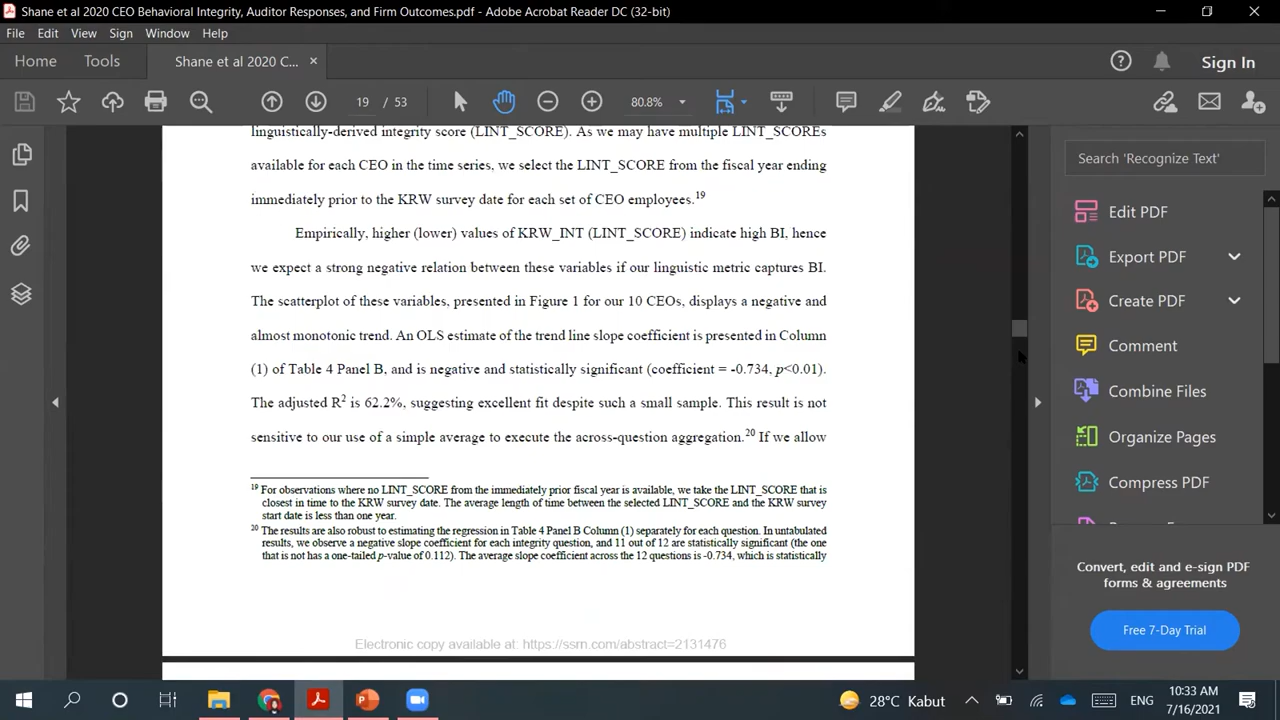 Shane et al 2020 CEO Behavioral Integrity, Auditor Responses, and Firm Outcomes.pdf - Adobe Acrobat Reader DC (32-bit)
File Edit View Sign Window Help
Home Tools Shane et al 2020 C... × Sign In
19 / 53 80.8%
linguistically-derived integrity score (LINT_SCORE). As we may have multiple LINT_SCOREs
available for each CEO in the time series, we select the LINT_SCORE from the fiscal year ending
immediately prior to the KRW survey date for each set of CEO employees.19
Empirically, higher (lower) values of KRW_INT (LINT_SCORE) indicate high BI, hence
we expect a strong negative relation between these variables if our linguistic metric captures BI.
The scatterplot of these variables, presented in Figure 1 for our 10 CEOs, displays a negative and
almost monotonic trend. An OLS estimate of the trend line slope coefficient is presented in Column
(1) of Table 4 Panel B, and is negative and statistically significant (coefficient = -0.734, p<0.01).
The adjusted R2 is 62.2%, suggesting excellent fit despite such a small sample. This result is not
sensitive to our use of a simple average to execute the across-question aggregation.20 If we allow
19 For observations where no LINT_SCORE from the immediately prior fiscal year is available, we take the LINT_SCORE that is
closest in time to the KRW survey date. The average length of time between the selected LINT_SCORE and the KRW survey
start date is less than one year.
20 The results are also robust to estimating the regression in Table 4 Panel B Column (1) separately for each question. In untabulated
results, we observe a negative slope coefficient for each integrity question, and 11 out of 12 are statistically significant (the one
that is not has a one-tailed p-value of 0.112). The average slope coefficient across the 12 questions is -0.734, which is statistically
Electronic copy available at: https://ssrn.com/abstract=2131476
Search 'Recognize Text'
Edit PDF
Export PDF
Create PDF
Comment
Combine Files
Organize Pages
Compress PDF
Convert, edit and e-sign PDF
forms & agreements
Free 7-Day Trial
28°C Kabut
ENG
10:33 AM
7/16/2021